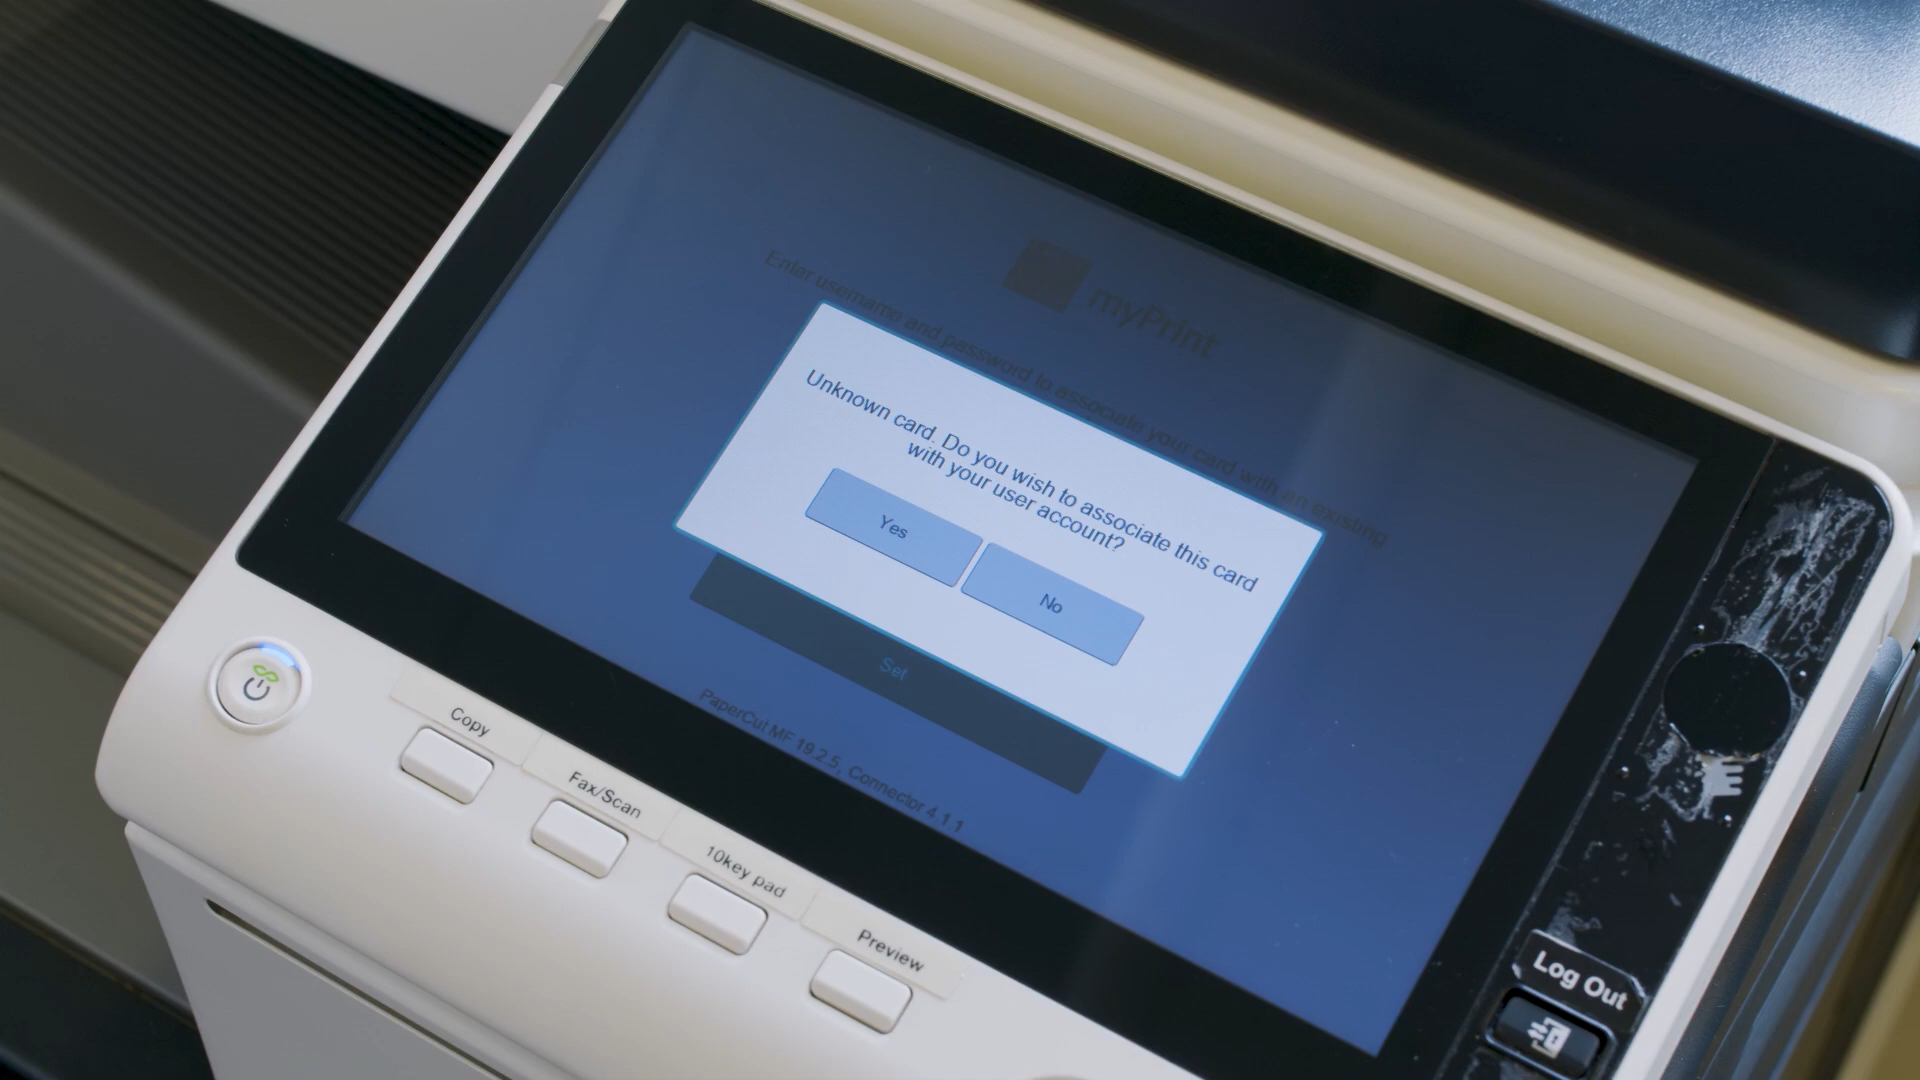 myPrint
Enter username and password to associate your card with an existing
Unknown card. Do you wish to associate this card
with your user account?
Yes
No
Set
PaperCut MF 19.2.5, Connector 4.1.1
Copy
Fax/Scan
10key pad
Preview
Log Out